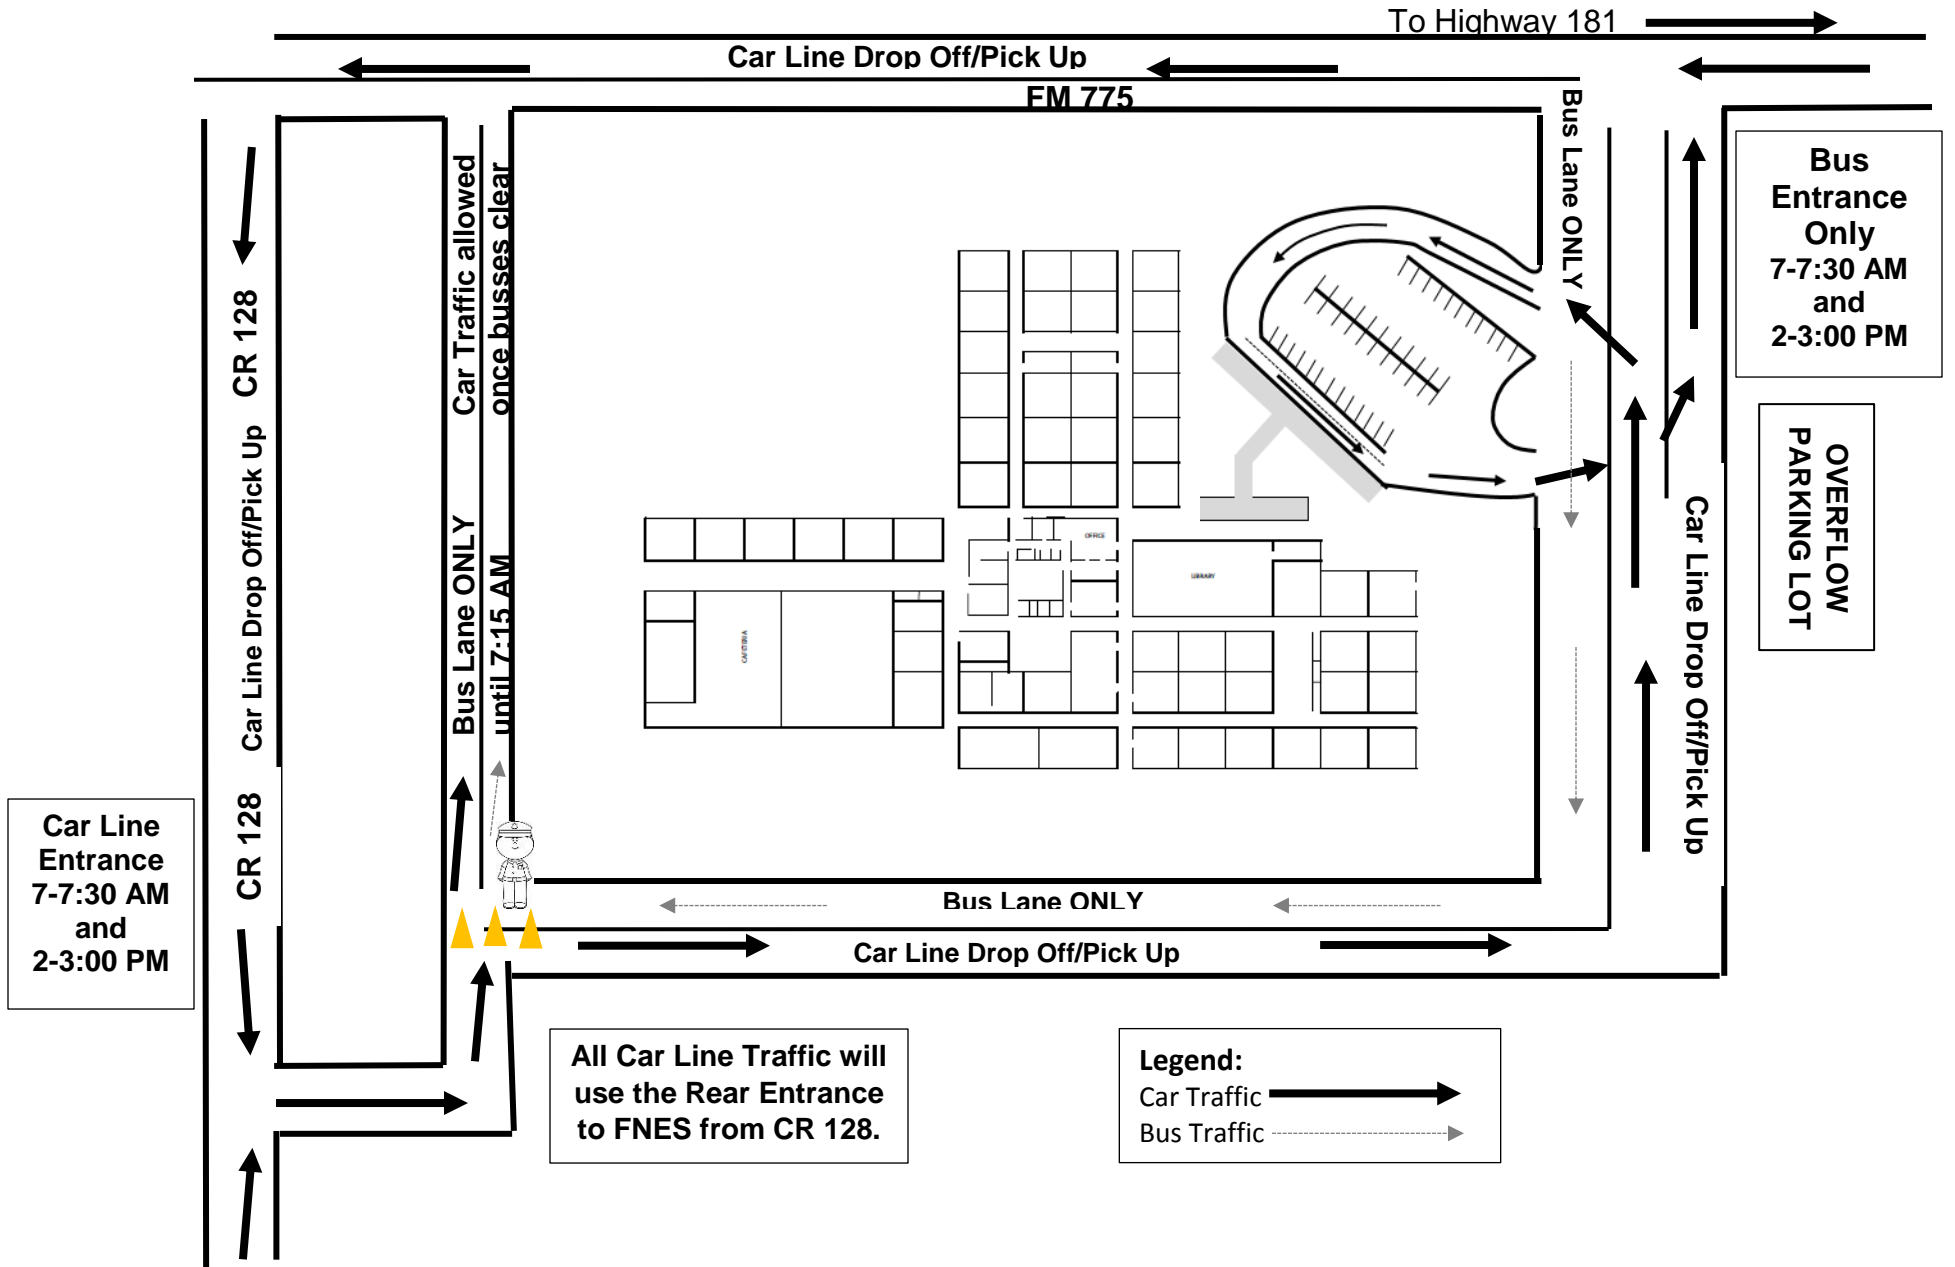 To Highway 181
Car Line Drop Off/Pick Up
FM 775
Bus Lane ONLY
Bus
Entrance
Only
7-7:30 AM
and
2-3:00 PM
OVERFLOW
PARKING LOT
Car Line Drop Off/Pick Up
CR 128
Car Line Drop Off/Pick Up
CR 128
Car Traffic allowed
once busses clear
Bus Lane ONLY
until 7:15 AM
OFFICE
LIBRARY
CAFETERIA
Car Line
Entrance
7-7:30 AM
and
2-3:00 PM
Bus Lane ONLY
Car Line Drop Off/Pick Up
All Car Line Traffic will
use the Rear Entrance
to FNES from CR 128.
Legend:
Car Traffic
Bus Traffic